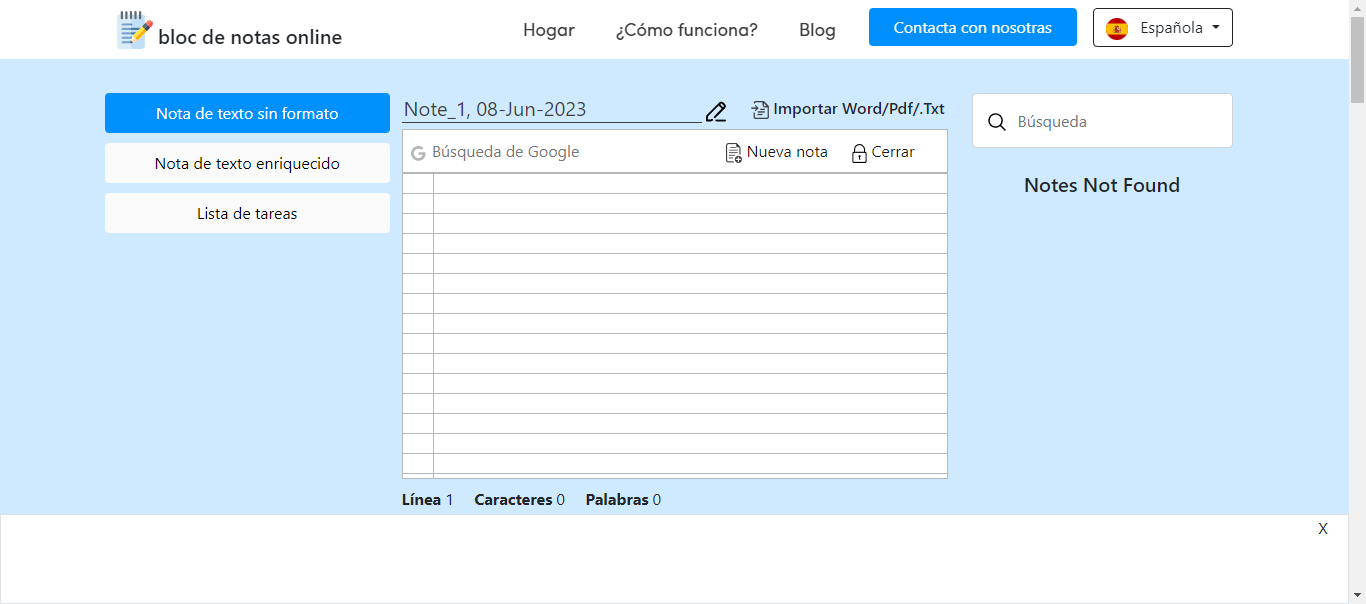 bloc de notas online
Hogar
¿Cómo funciona?
Blog
Contacta con nosotras
Española
Nota de texto sin formato
Nota de texto enriquecido
Lista de tareas
Note_1, 08-Jun-2023
Importar Word/Pdf/.Txt
Búsqueda de Google
Nueva nota
Cerrar
Línea 1
Caracteres 0
Palabras 0
Búsqueda
Notes Not Found
X